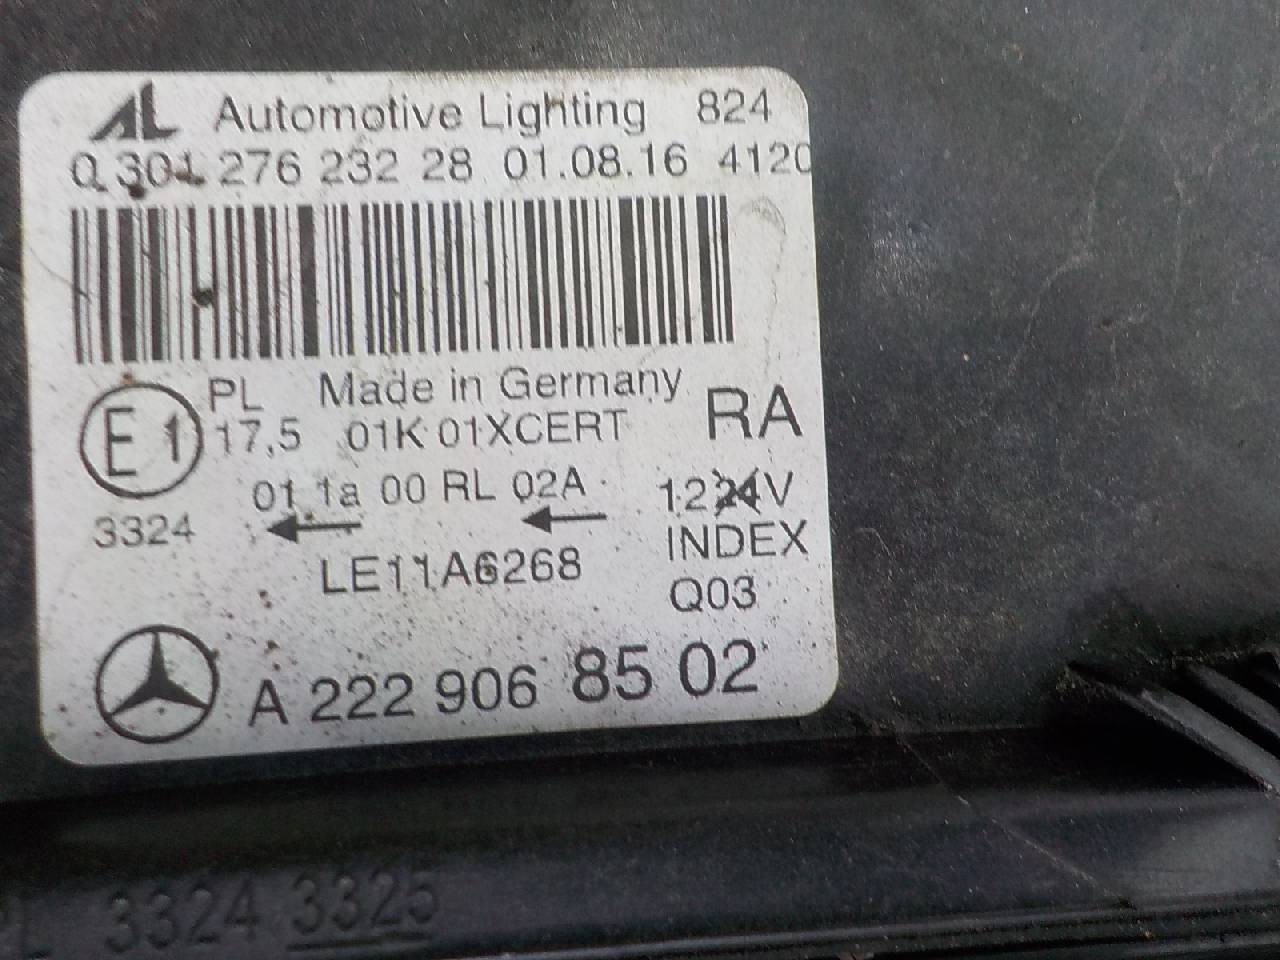 AL Automotive Lighting 824
0 301 276 232 28 01.08.16 4120
PL Made in Germany RA
E1 17,5 01K 01XCERT
01 1a 00 RL 02A 1224V
3324
LE11A6268 INDEX
Q03
A 222 906 85 02
PL 3324 3325